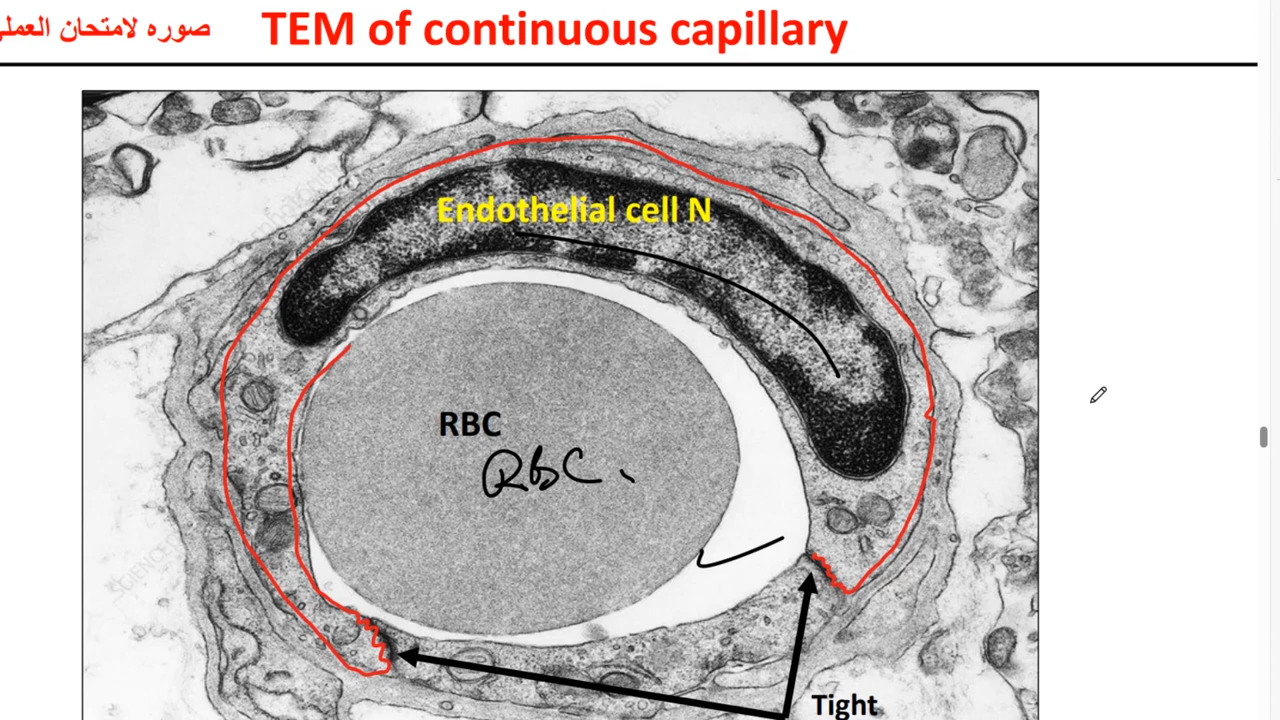 صوره لامتحان العملي
TEM of continuous capillary
Endothelial cell N
RBC
RBC
Tight